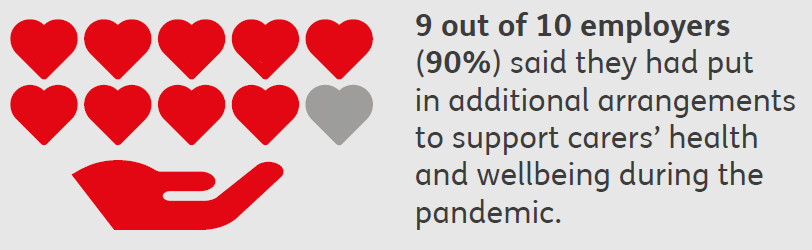 9 out of 10 employers
(90%) said they had put
in additional arrangements
to support carers’ health
and wellbeing during the
pandemic.